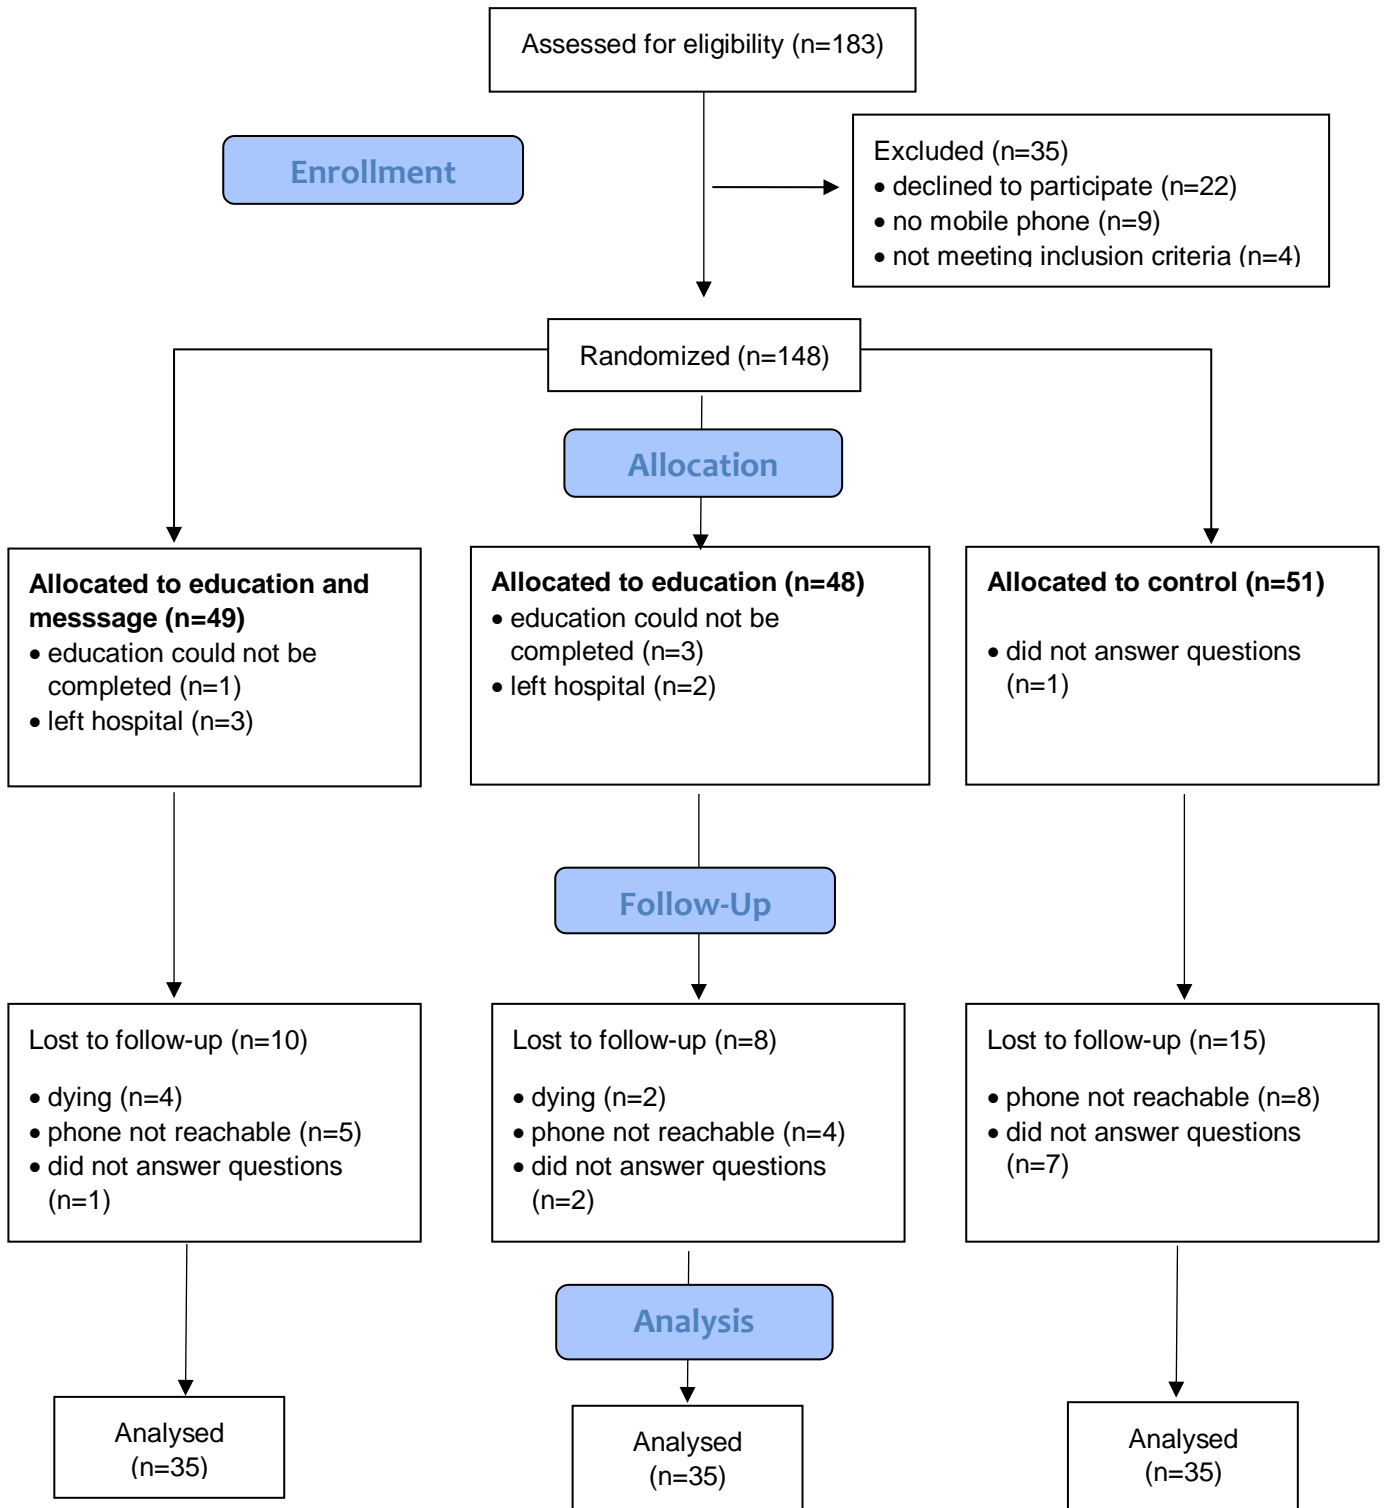 Assessed for eligibility (n=183)
Enrollment
Excluded (n=35)
• declined to participate (n=22)
• no mobile phone (n=9)
• not meeting inclusion criteria (n=4)
Randomized (n=148)
Allocation
Allocated to education and
messsage (n=49)
• education could not be
completed (n=1)
• left hospital (n=3)
Allocated to education (n=48)
• education could not be
completed (n=3)
• left hospital (n=2)
Allocated to control (n=51)
• did not answer questions
(n=1)
Follow-Up
Lost to follow-up (n=10)
• dying (n=4)
• phone not reachable (n=5)
• did not answer questions
(n=1)
Lost to follow-up (n=8)
• dying (n=2)
• phone not reachable (n=4)
• did not answer questions
(n=2)
Lost to follow-up (n=15)
• phone not reachable (n=8)
• did not answer questions
(n=7)
Analysis
Analysed
(n=35)
Analysed
(n=35)
Analysed
(n=35)